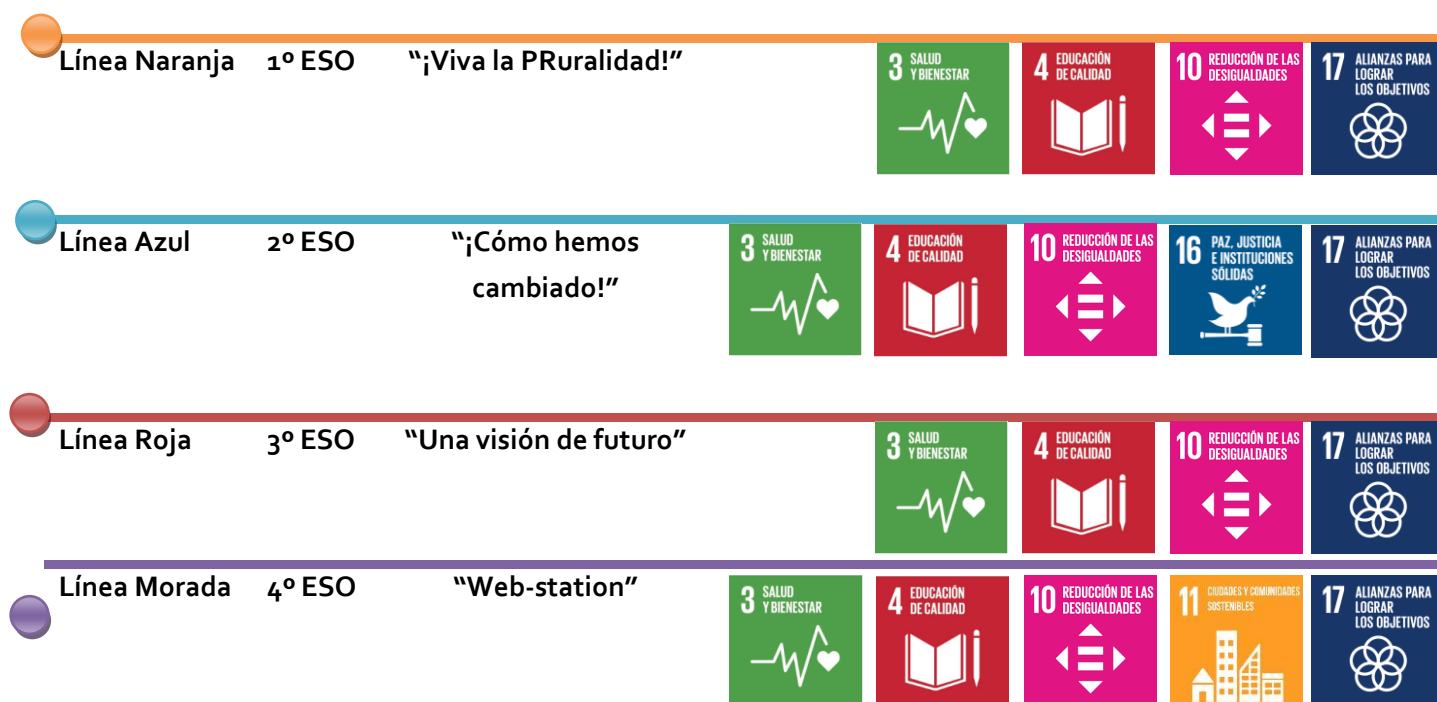 Línea Naranja 1º ESO “¡Viva la PRuralidad!”
3 SALUD Y BIENESTAR
4 EDUCACIÓN DE CALIDAD
10 REDUCCIÓN DE LAS DESIGUALDADES
17 ALIANZAS PARA LOGRAR LOS OBJETIVOS
Línea Azul 2º ESO “¡Cómo hemos
cambiado!”
3 SALUD Y BIENESTAR
4 EDUCACIÓN DE CALIDAD
10 REDUCCIÓN DE LAS DESIGUALDADES
16 PAZ, JUSTICIA E INSTITUCIONES SÓLIDAS
17 ALIANZAS PARA LOGRAR LOS OBJETIVOS
Línea Roja 3º ESO “Una visión de futuro”
3 SALUD Y BIENESTAR
4 EDUCACIÓN DE CALIDAD
10 REDUCCIÓN DE LAS DESIGUALDADES
17 ALIANZAS PARA LOGRAR LOS OBJETIVOS
Línea Morada 4º ESO “Web-station”
3 SALUD Y BIENESTAR
4 EDUCACIÓN DE CALIDAD
10 REDUCCIÓN DE LAS DESIGUALDADES
11 CIUDADES Y COMUNIDADES SOSTENIBLES
17 ALIANZAS PARA LOGRAR LOS OBJETIVOS